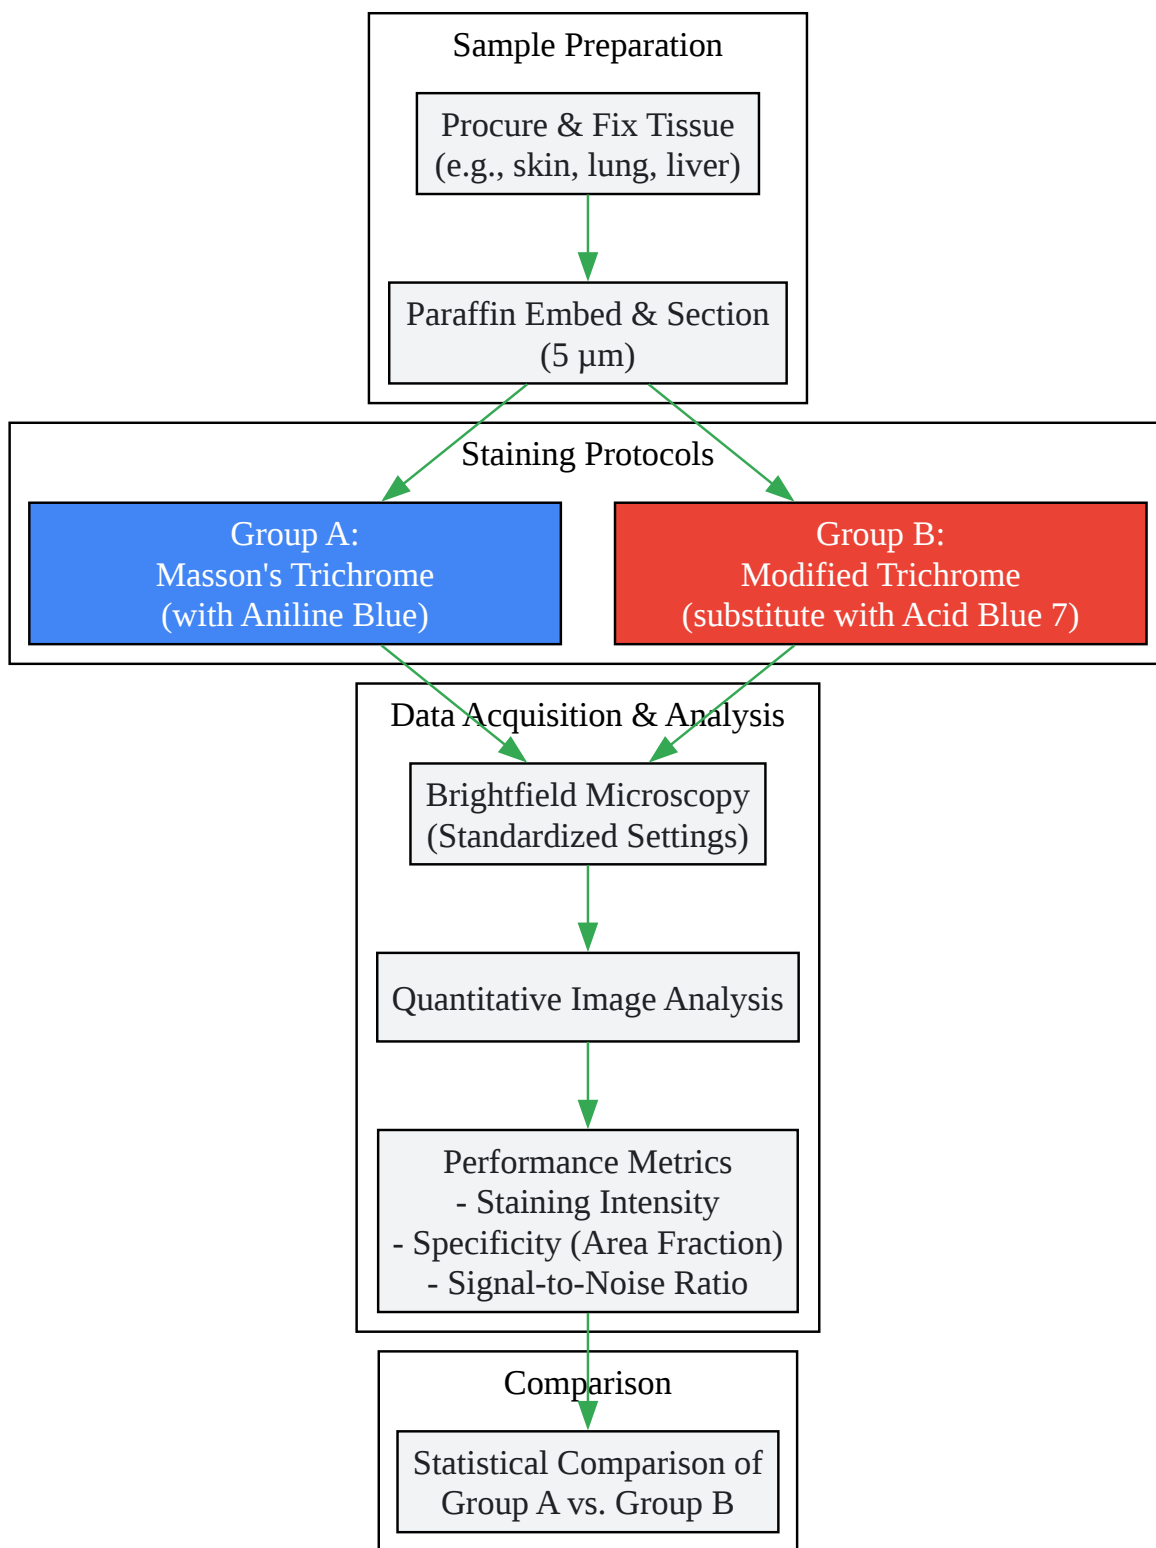 Sample Preparation
Procure & Fix Tissue
(e.g., skin, lung, liver)
Paraffin Embed & Section
(5 µm)
Staining Protocols
Group A:
Masson's Trichrome
(with Aniline Blue)
Group B:
Modified Trichrome
(substitute with Acid Blue 7)
Data Acquisition & Analysis
Brightfield Microscopy
(Standardized Settings)
Quantitative Image Analysis
Performance Metrics
- Staining Intensity
- Specificity (Area Fraction)
- Signal-to-Noise Ratio
Comparison
Statistical Comparison of
Group A vs. Group B